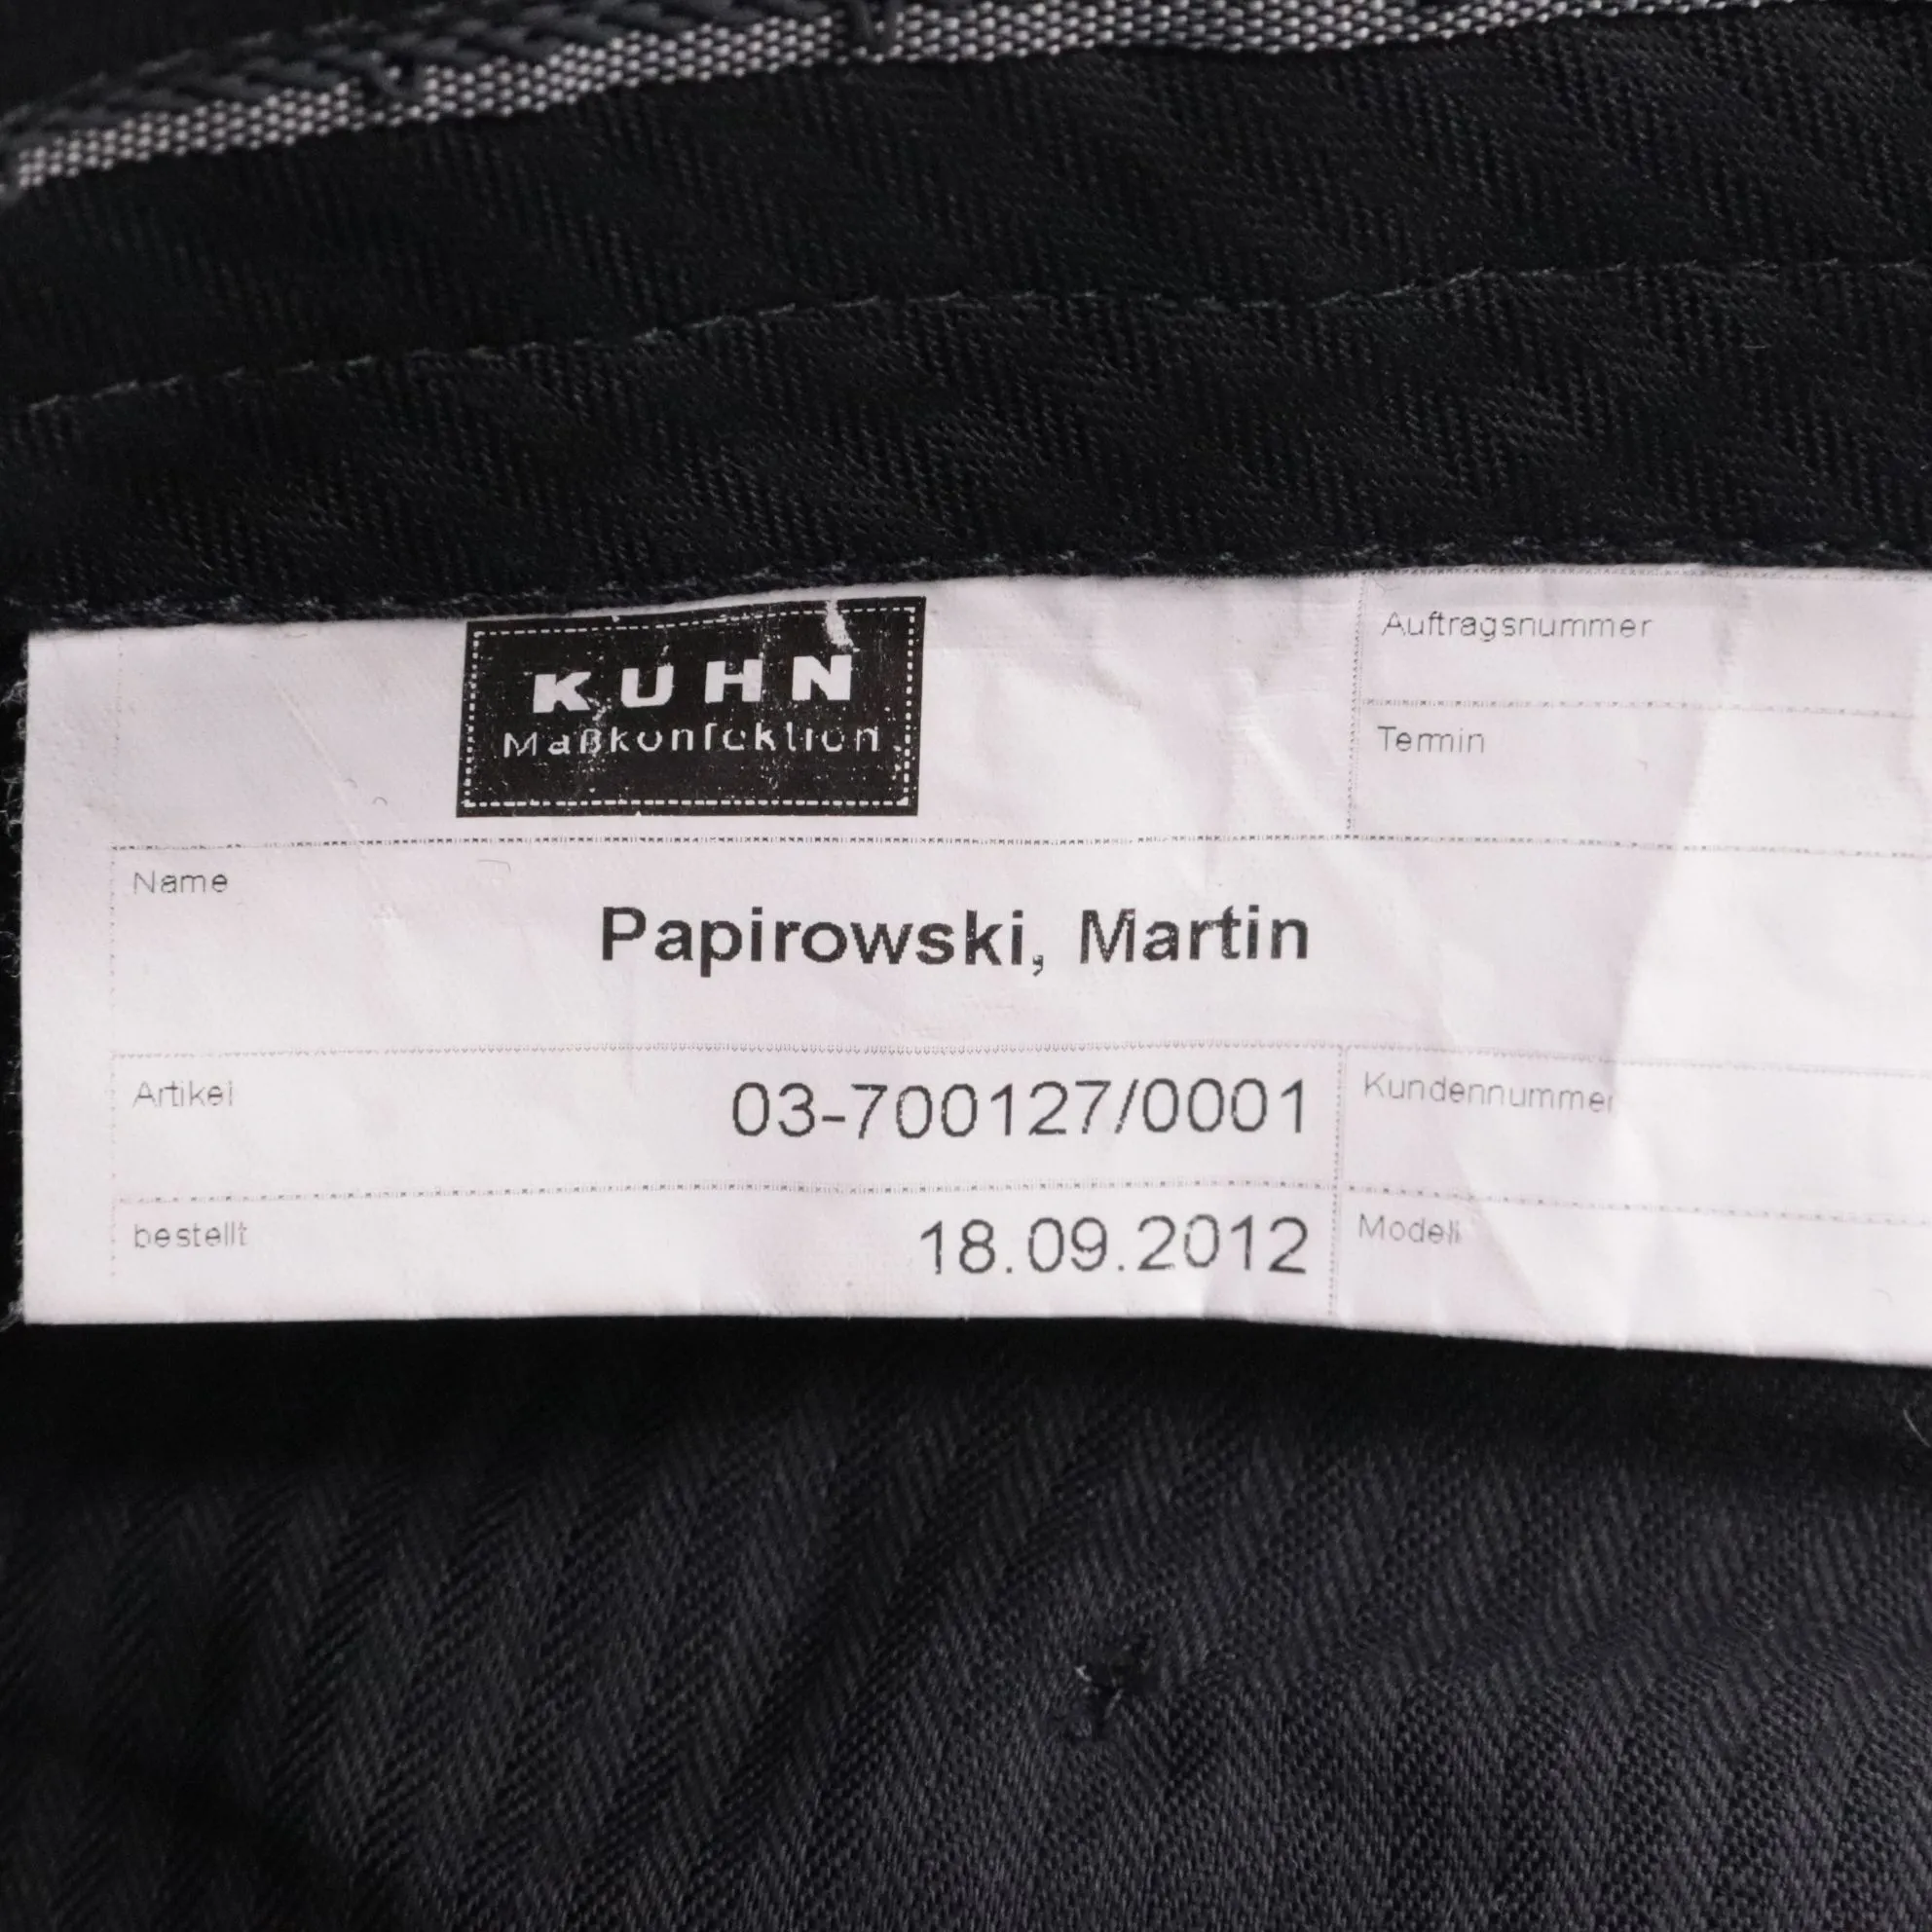 KUHN
Maßkonfektion
Auftragsnummer
Termin
Name
Papirowski, Martin
Artikel 03-700127/0001 Kundennummer
bestellt 18.09.2012 Modell